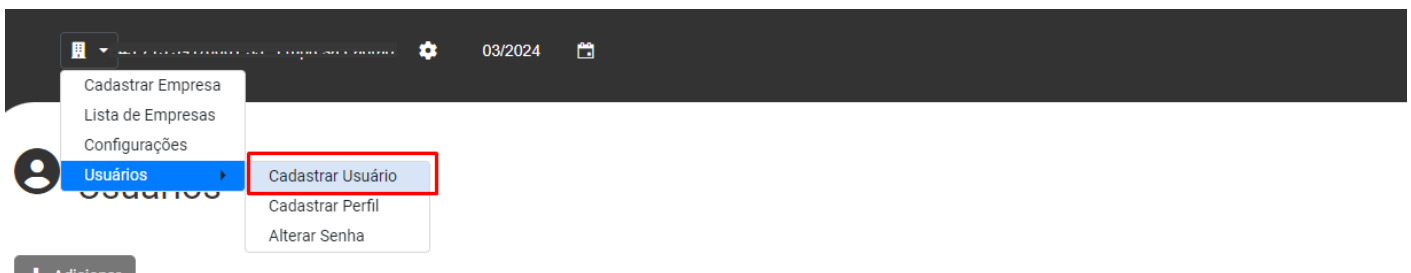 03/2024
Cadastrar Empresa
Lista de Empresas
Configurações
Usuários
Cadastrar Usuário
Cadastrar Perfil
Alterar Senha